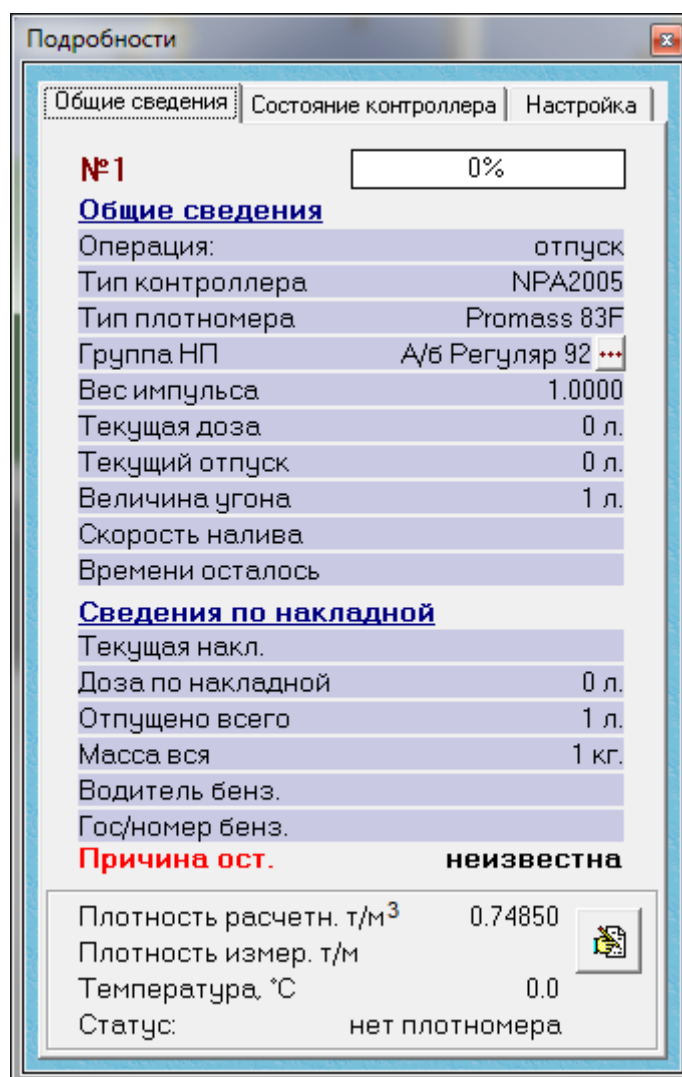 Подробности
Общие сведения Состояние контроллера Настройка
№1 0%
Общие сведения
Операция: отпуск
Тип контроллера NPA2005
Тип плотномера Promass 83F
Группа НП А/б Регуляр 92 ...
Вес импульса 1.0000
Текущая доза 0 л.
Текущий отпуск 0 л.
Величина угона 1 л.
Скорость налива
Времени осталось
Сведения по накладной
Текущая накл.
Доза по накладной 0 л.
Отпущено всего 1 л.
Масса вся 1 кг.
Водитель бенз.
Гос/номер бенз.
Причина ост. неизвестна
Плотность расчетн. т/м3 0.74850
Плотность измер. т/м
Температура, °С 0.0
Статус: нет плотномера